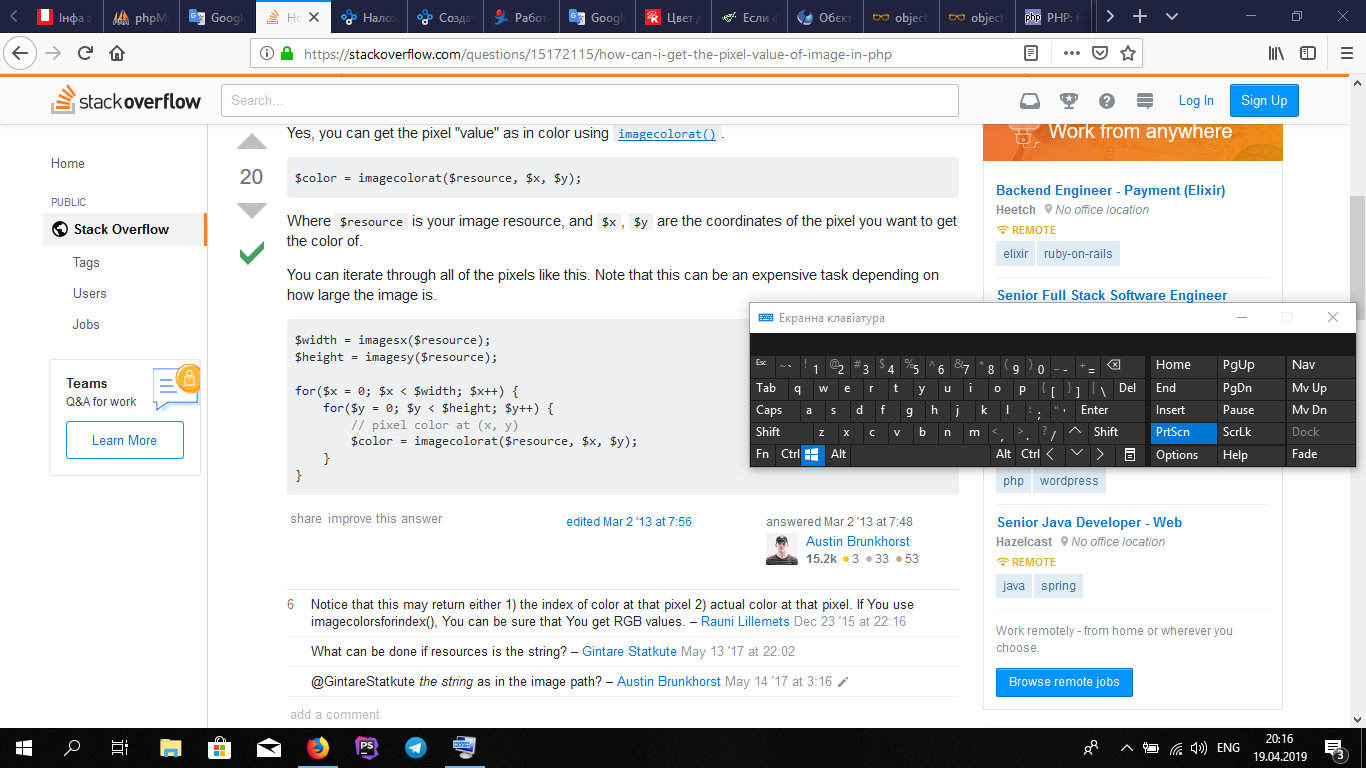 Інфа з
phpM
Googl
Но
Налож
Созда
Работ
Googl
Цвет д
Если с
Обєкт
object
object
PHP: F
https://stackoverflow.com/questions/15172115/how-can-i-get-the-pixel-value-of-image-in-php
stackoverflow
Search…
Log In
Sign Up
Home
PUBLIC
Stack Overflow
Tags
Users
Jobs
Teams
Q&A for work
Learn More
20
Yes, you can get the pixel "value" as in color using imagecolorat() .
$color = imagecolorat($resource, $x, $y);
Where $resource is your image resource, and $x , $y are the coordinates of the pixel you want to get
the color of.
You can iterate through all of the pixels like this. Note that this can be an expensive task depending on
how large the image is.
$width = imagesx($resource);
$height = imagesy($resource);
for($x = 0; $x < $width; $x++) {
for($y = 0; $y < $height; $y++) {
// pixel color at (x, y)
$color = imagecolorat($resource, $x, $y);
}
}
share improve this answer
edited Mar 2 '13 at 7:56
answered Mar 2 '13 at 7:48
Austin Brunkhorst
15.2k 3 33 53
6 Notice that this may return either 1) the index of color at that pixel 2) actual color at that pixel. If You use
imagecolorsforindex(), You can be sure that You get RGB values. – Rauni Lillemets Dec 23 '15 at 22:16
What can be done if resources is the string? – Gintare Statkute May 13 '17 at 22:02
@GintareStatkute the string as in the image path? – Austin Brunkhorst May 14 '17 at 3:16
add a comment
Work from anywhere
Backend Engineer - Payment (Elixir)
Heetch No office location
REMOTE
elixir ruby-on-rails
Senior Full Stack Software Engineer
php wordpress
Senior Java Developer - Web
Hazelcast No office location
REMOTE
java spring
Work remotely - from home or wherever you
choose.
Browse remote jobs
Екранна клавіатура
Esc ~ ` ! 1 @ 2 # 3 $ 4 % 5 ^ 6 & 7 * 8 ( 9 ) 0 _ - + = Home PgUp Nav
Tab q w e r t y u i o p { [ } ] | \ Del End PgDn Mv Up
Caps a s d f g h j k l : ; " ' Enter Insert Pause Mv Dn
Shift z x c v b n m < , > . ? / Shift PrtScn ScrLk Dock
Fn Ctrl Alt Alt Ctrl Options Help Fade
PS
ENG
20:16
19.04.2019
3